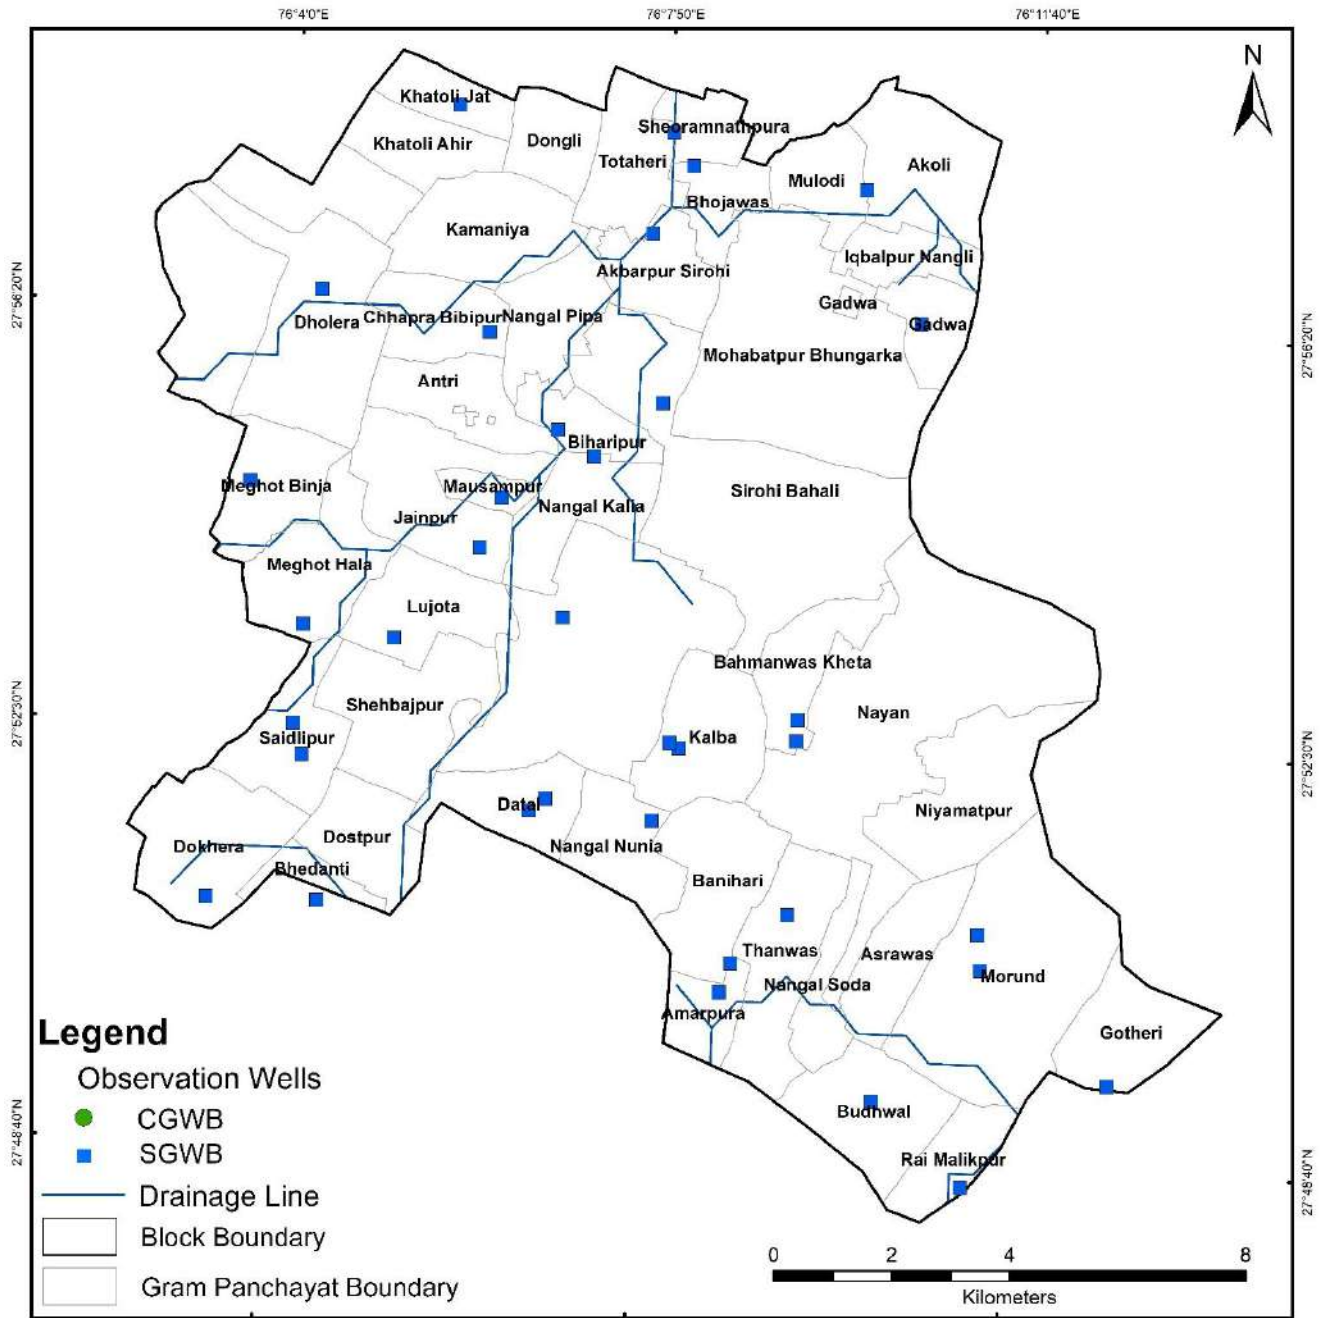 76°4'0"E
76°7'50"E
76°11'40"E
N
Khatoli Jat
Sheoramnathpura
Khatoli Ahir
Dongli
Totaheri
Akoli
Mulodi
Bhojawas
Kamaniya
Iqbalpur Nangli
Akbarpur Sirohi
27°56'20"N
Gadwa
Dholera
Chhapra Bibipur
Nangal Pipa
Gadwa
27°56'20"N
Mohabatpur Bhungarka
Antri
Biharipur
Meghot Binja
Mausampur
Sirohi Bahali
Nangal Kalia
Jainpur
Meghot Hala
Lujota
Bahmanwas Kheta
Shehbajpur
Nayan
27°52'30"N
Saidlipur
Kalba
27°52'30"N
Datal
Niyamatpur
Dostpur
Dokhera
Nangal Nunia
Bhedanti
Banihari
Thanwas
Asrawas
Nangal Soda
Morund
Amarpura
Gotheri
Budhwal
27°48'40"N
Rai Malikpur
27°48'40"N
Legend
Observation Wells
CGWB
SGWB
Drainage Line
Block Boundary
Gram Panchayat Boundary
0 2 4 8
Kilometers